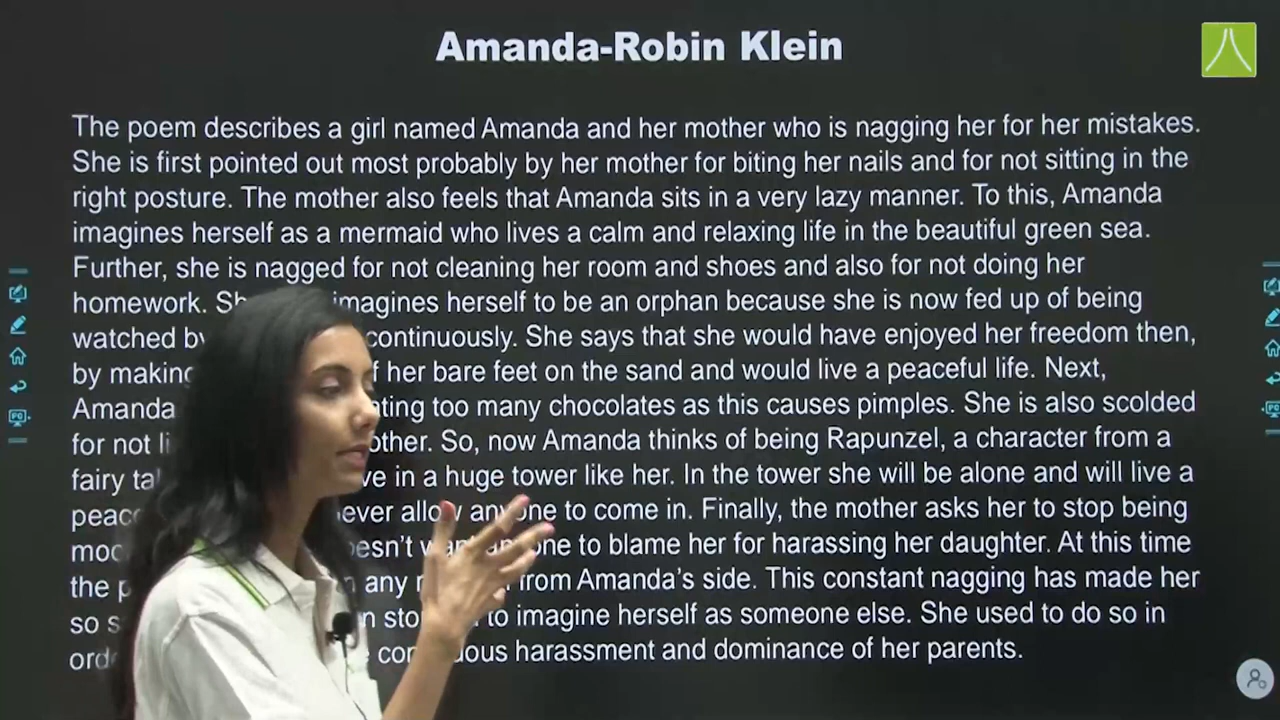 Amanda-Robin Klein
The poem describes a girl named Amanda and her mother who is nagging her for her mistakes.
She is first pointed out most probably by her mother for biting her nails and for not sitting in the
right posture. The mother also feels that Amanda sits in a very lazy manner. To this, Amanda
imagines herself as a mermaid who lives a calm and relaxing life in the beautiful green sea.
Further, she is nagged for not cleaning her room and shoes and also for not doing her
homework. imagines herself to be an orphan because she is now fed up of being
watched continuously. She says that she would have enjoyed her freedom then,
by making of her bare feet on the sand and would live a peaceful life. Next,
Amanda too many chocolates as this causes pimples. She is also scolded
for not So, now Amanda thinks of being Rapunzel, a character from a
fairy in a huge tower like her. In the tower she will be alone and will live a
never allow anyone to come in. Finally, the mother asks her to stop being
doesn't want anyone to blame her for harassing her daughter. At this time
the any from Amanda's side. This constant nagging has made her
so to imagine herself as someone else. She used to do so in
continuous harassment and dominance of her parents.